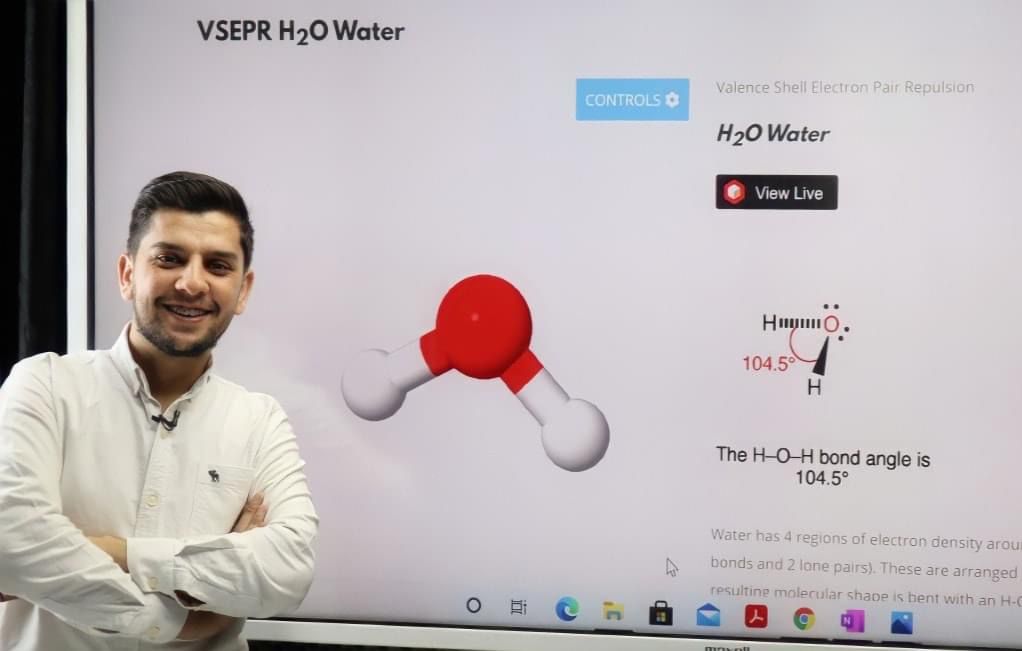 VSEPR H₂O Water
CONTROLS
Valence Shell Electron Pair Repulsion
H₂O Water
View Live
H O
104.5°
H
The H–O–H bond angle is
104.5°
Water has 4 regions of electron density arou
bonds and 2 lone pairs). These are arranged
resulting molecular shape is bent with an H-
maxell